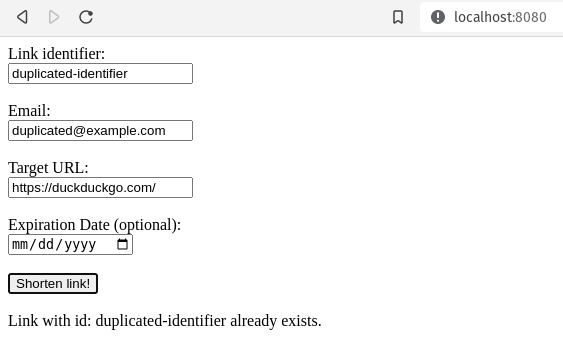 localhost:8080
Link identifier:
duplicated-identifier
Email:
duplicated@example.com
Target URL:
https://duckduckgo.com/
Expiration Date (optional):
mm/dd/yyyy
Shorten link!
Link with id: duplicated-identifier already exists.